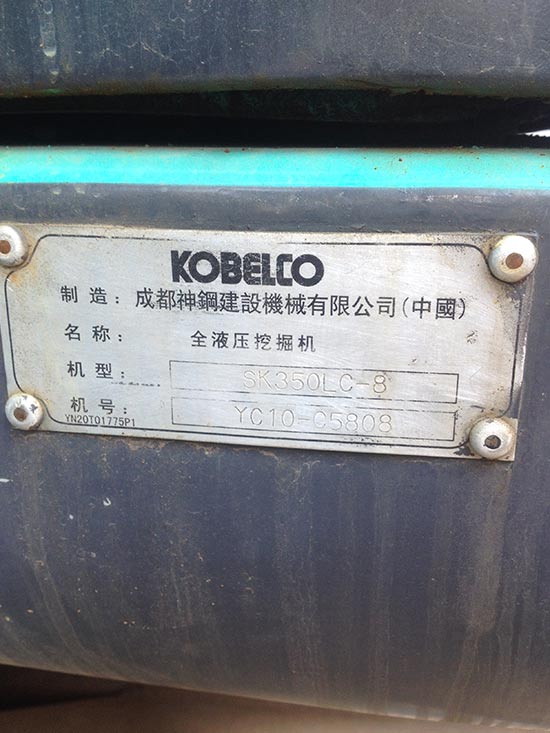 KOBELCO
制造：成都神鋼建設機械有限公司(中國)
名称：全液压挖掘机
机型：SK350LC-8
机号：YC10-C5808
YN20T01775P1